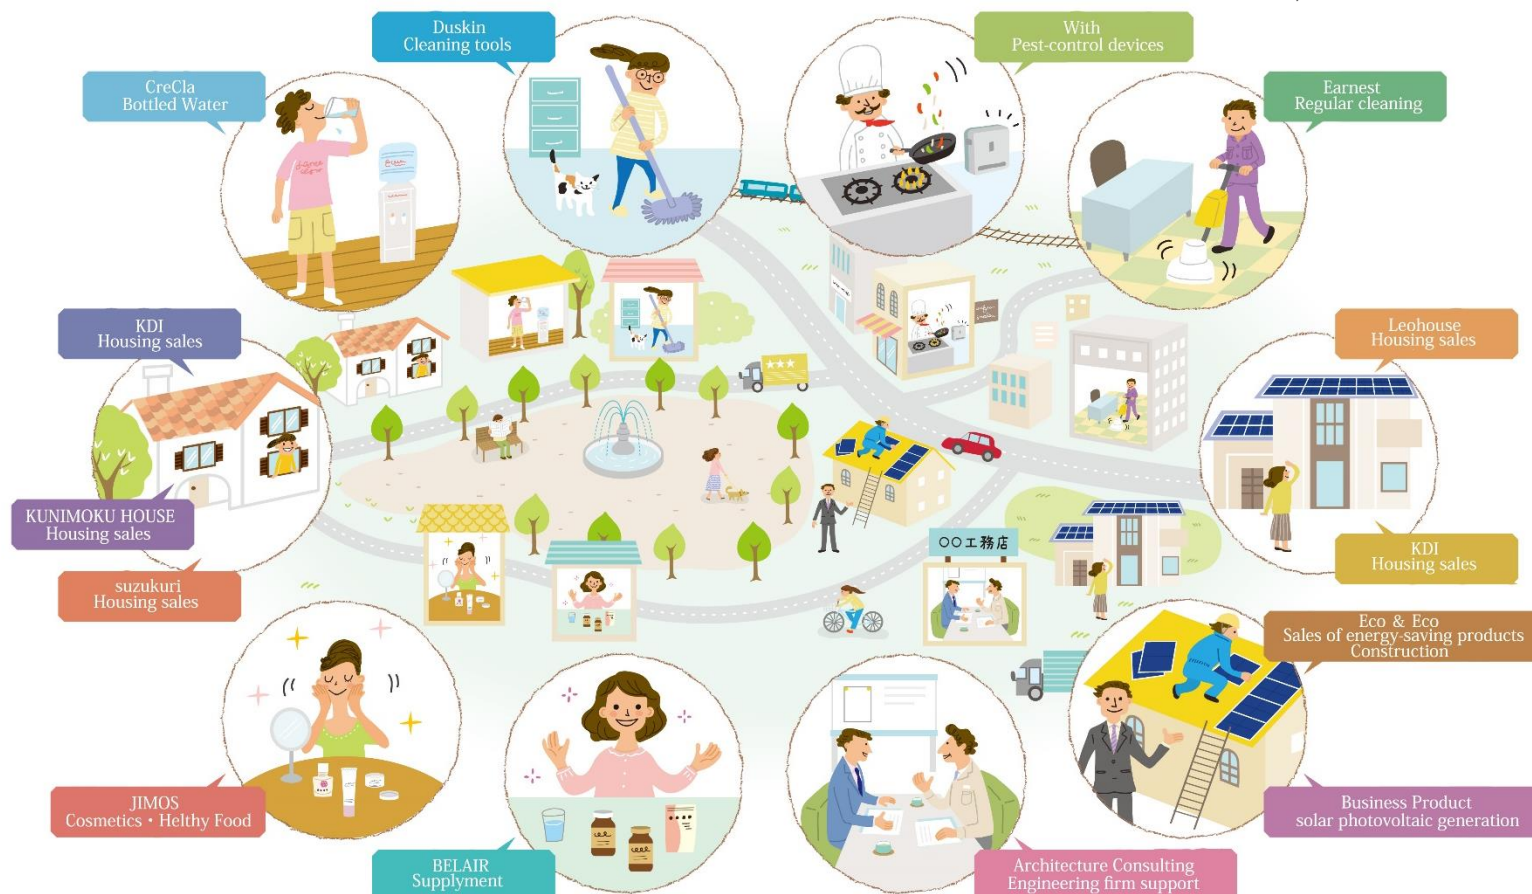 Duskin
Cleaning tools
With
Pest-control devices
CreCla
Bottled Water
Earnest
Regular cleaning
KDI
Housing sales
Leohouse
Housing sales
KUNIMOKU HOUSE
Housing sales
〇〇工務店
KDI
Housing sales
suzukuri
Housing sales
Eco & Eco
Sales of energy-saving products
Construction
JIMOS
Cosmetics・Helthy Food
Business Product
solar photovoltaic generation
BELAIR
Supplyment
Architecture Consulting
Engineering firm support